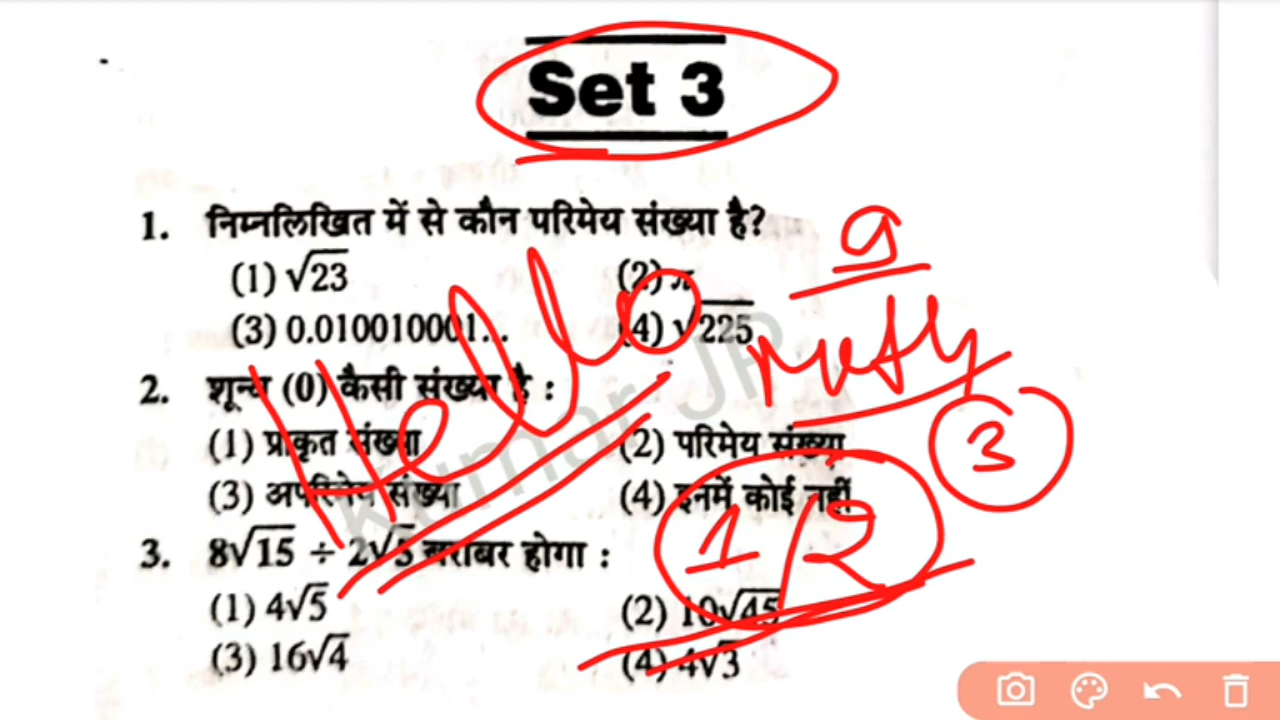 Set 3
1. निम्नलिखित में से कौन परिमेय संख्या है?
(1) √23 (2) π
(3) 0.010010001... (4) √225
2. शून्य (0) कैसी संख्या है :
(1) प्राकृत संख्या (2) परिमेय संख्या
(3) अपरिमेय संख्या (4) इनमें कोई नहीं
3. 8√15 ÷ 2√5 बराबर होगा :
(1) 4√5 (2) 10√45
(3) 16√4 (4) 4√3
Hello
3
1/2
Kumar JP